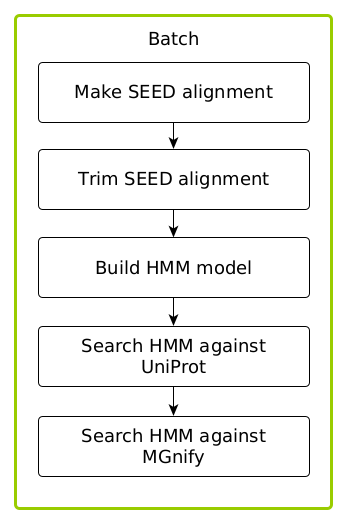 Batch
Make SEED alignment
Trim SEED alignment
Build HMM model
Search HMM against
UniProt
Search HMM against
MGnify